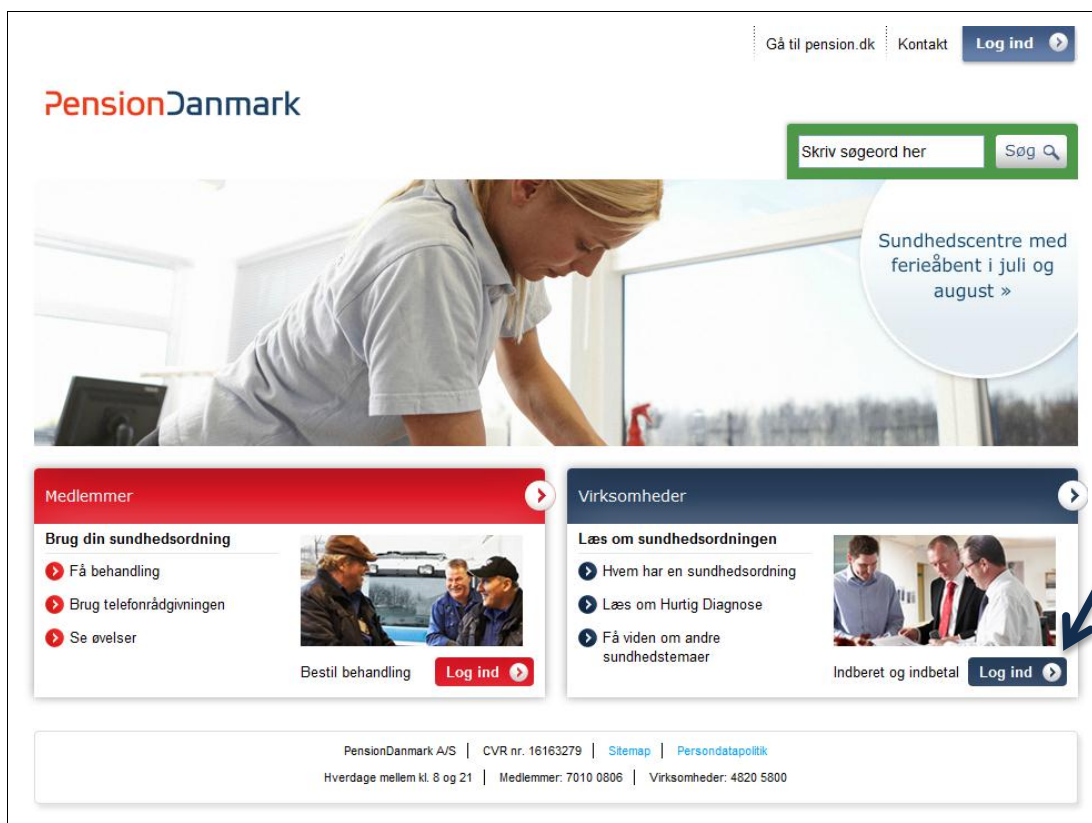 Gå til pension.dk Kontakt Log ind
PensionDanmark
Skriv søgeord her Søg
Sundhedscentre med
ferieåbent i juli og
august »
Medlemmer
Brug din sundhedsordning
Få behandling
Brug telefonrådgivningen
Se øvelser
Bestil behandling Log ind
Virksomheder
Læs om sundhedsordningen
Hvem har en sundhedsordning
Læs om Hurtig Diagnose
Få viden om andre
sundhedstemaer
Indberet og indbetal Log ind
PensionDanmark A/S | CVR nr. 16163279 | Sitemap | Persondatapolitik
Hverdage mellem kl. 8 og 21 | Medlemmer: 7010 0806 | Virksomheder: 4820 5800